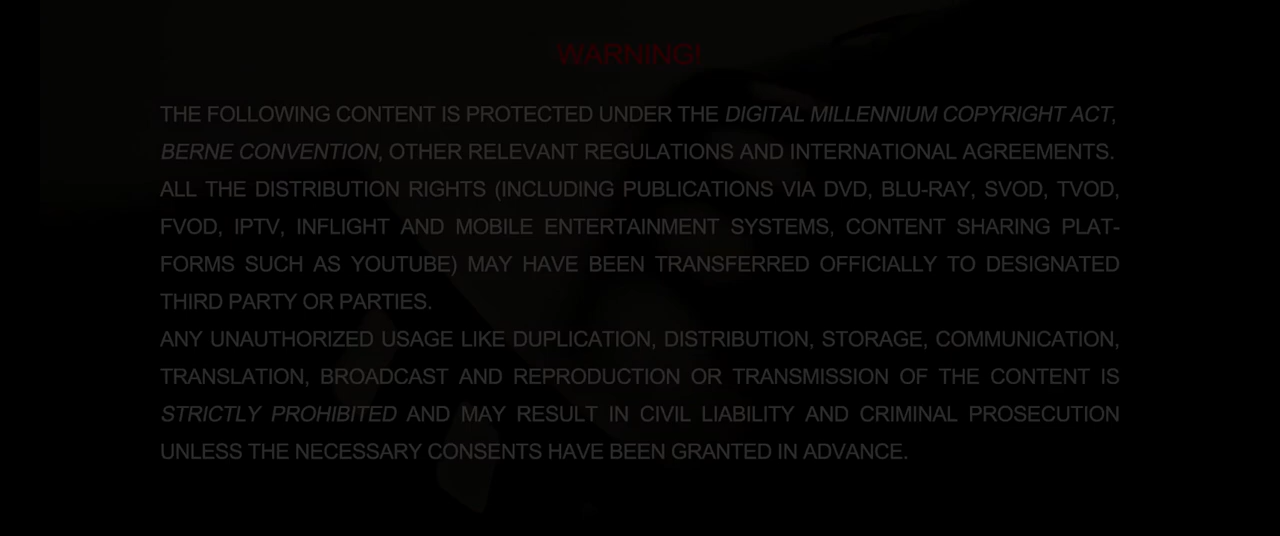 WARNING!
THE FOLLOWING CONTENT IS PROTECTED UNDER THE DIGITAL MILLENNIUM COPYRIGHT ACT,
BERNE CONVENTION, OTHER RELEVANT REGULATIONS AND INTERNATIONAL AGREEMENTS.
ALL THE DISTRIBUTION RIGHTS (INCLUDING PUBLICATIONS VIA DVD, BLU-RAY, SVOD, TVOD,
FVOD, IPTV, INFLIGHT AND MOBILE ENTERTAINMENT SYSTEMS, CONTENT SHARING PLAT-
FORMS SUCH AS YOUTUBE) MAY HAVE BEEN TRANSFERRED OFFICIALLY TO DESIGNATED
THIRD PARTY OR PARTIES.
ANY UNAUTHORIZED USAGE LIKE DUPLICATION, DISTRIBUTION, STORAGE, COMMUNICATION,
TRANSLATION, BROADCAST AND REPRODUCTION OR TRANSMISSION OF THE CONTENT IS
STRICTLY PROHIBITED AND MAY RESULT IN CIVIL LIABILITY AND CRIMINAL PROSECUTION
UNLESS THE NECESSARY CONSENTS HAVE BEEN GRANTED IN ADVANCE.